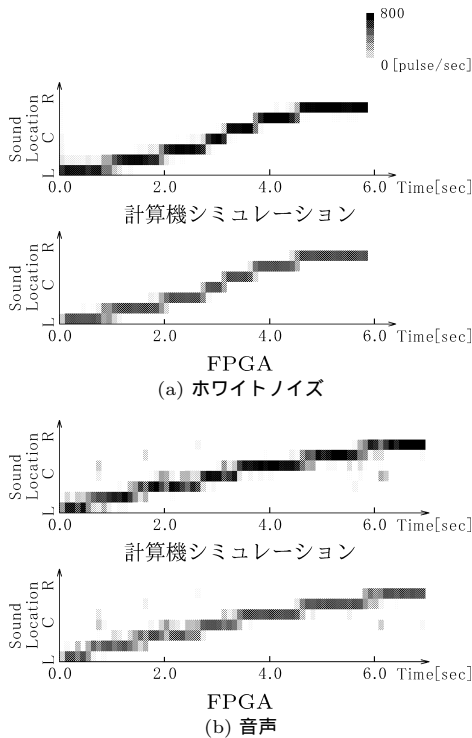 800
0 [pulse/sec]
Sound Location
L C R
0.0 2.0 4.0 6.0 Time[sec]
計算機シミュレーション
Sound Location
L C R
0.0 2.0 4.0 6.0 Time[sec]
FPGA
(a) ホワイトノイズ
Sound Location
L C R
0.0 2.0 4.0 6.0 Time[sec]
計算機シミュレーション
Sound Location
L C R
0.0 2.0 4.0 6.0 Time[sec]
FPGA
(b) 音声